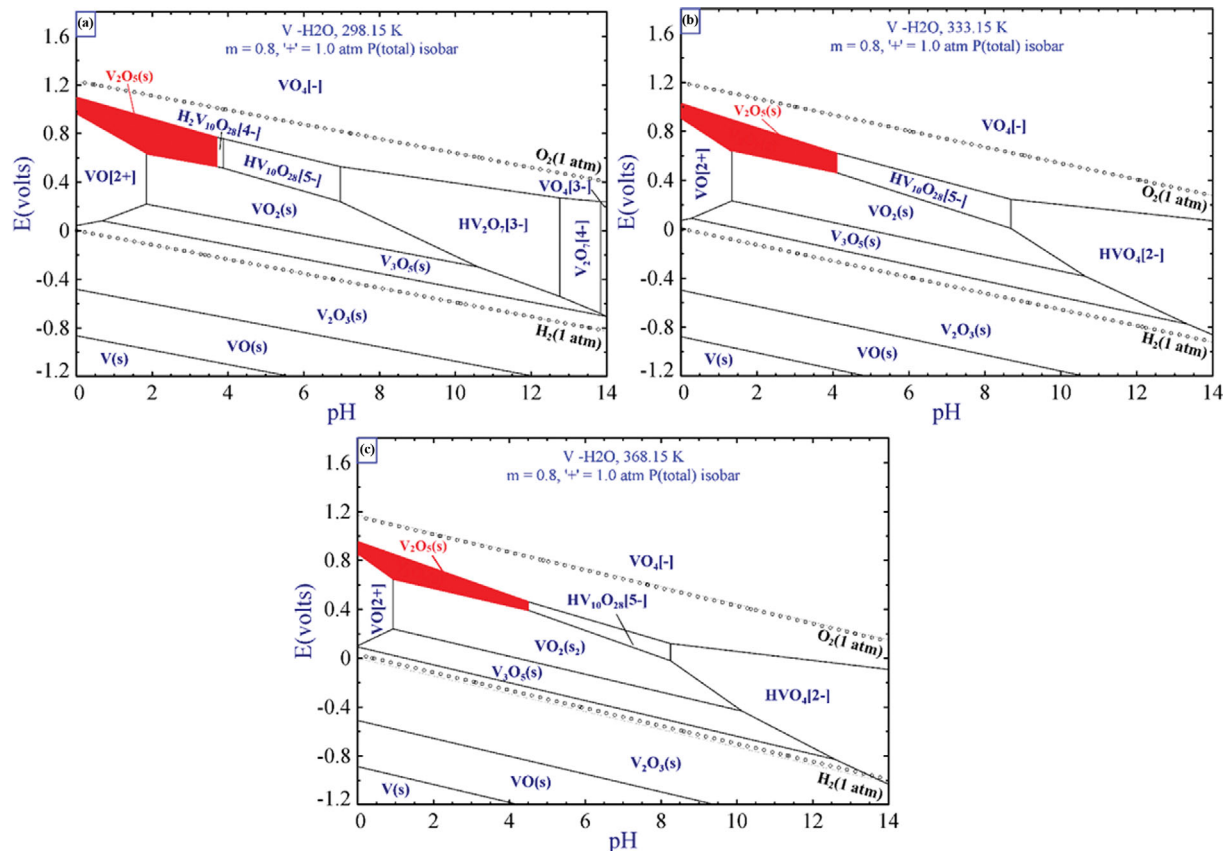 (a)
V -H2O, 298.15 K
m = 0.8, '+' = 1.0 atm P(total) isobar
V₂O₅(s)
VO₄[-]
H₂V₁₀O₂₈[4-]
O₂(1 atm)
VO[2+]
HV₁₀O₂₈[5-]
VO₄[3-]
VO₂(s)
HV₂O₇[3-]
V₂O₇[4-]
V₃O₅(s)
V₂O₃(s)
H₂(1 atm)
V(s)
VO(s)
E(volts)
1.6
1.2
0.8
0.4
0
-0.4
-0.8
-1.2
0 2 4 6 8 10 12 14
pH
(b)
V -H2O, 333.15 K
m = 0.8, '+' = 1.0 atm P(total) isobar
V₂O₅(s)
VO₄[-]
O₂(1 atm)
VO[2+]
HV₁₀O₂₈[5-]
VO₂(s)
V₃O₅(s)
HVO₄[2-]
V₂O₃(s)
H₂(1 atm)
V(s)
VO(s)
E(volts)
1.6
1.2
0.8
0.4
0
-0.4
-0.8
-1.2
0 2 4 6 8 10 12 14
pH
(c)
V -H2O, 368.15 K
m = 0.8, '+' = 1.0 atm P(total) isobar
V₂O₅(s)
VO₄[-]
VO[2+]
HV₁₀O₂₈[5-]
O₂(1 atm)
VO₂(s₂)
V₃O₅(s)
HVO₄[2-]
V₂O₃(s)
H₂(1 atm)
V(s)
VO(s)
E(volts)
1.6
1.2
0.8
0.4
0
-0.4
-0.8
-1.2
0 2 4 6 8 10 12 14
pH